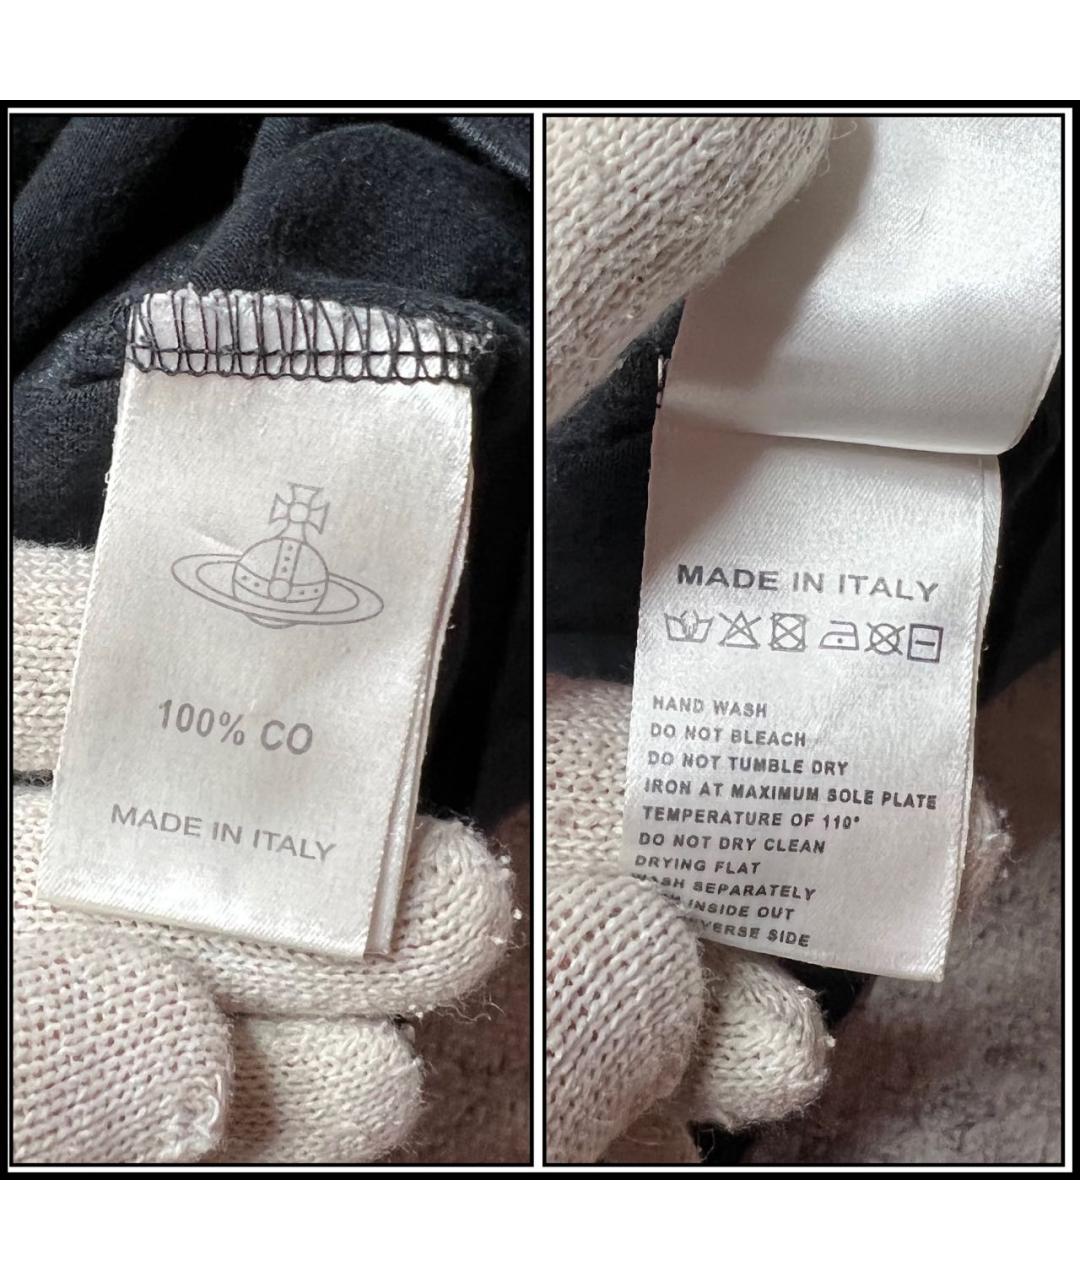 100% CO
MADE IN ITALY
MADE IN ITALY
HAND WASH
DO NOT BLEACH
DO NOT TUMBLE DRY
IRON AT MAXIMUM SOLE PLATE
TEMPERATURE OF 110°
DO NOT DRY CLEAN
DRYING FLAT
WASH SEPARATELY
INSIDE OUT
SIDE